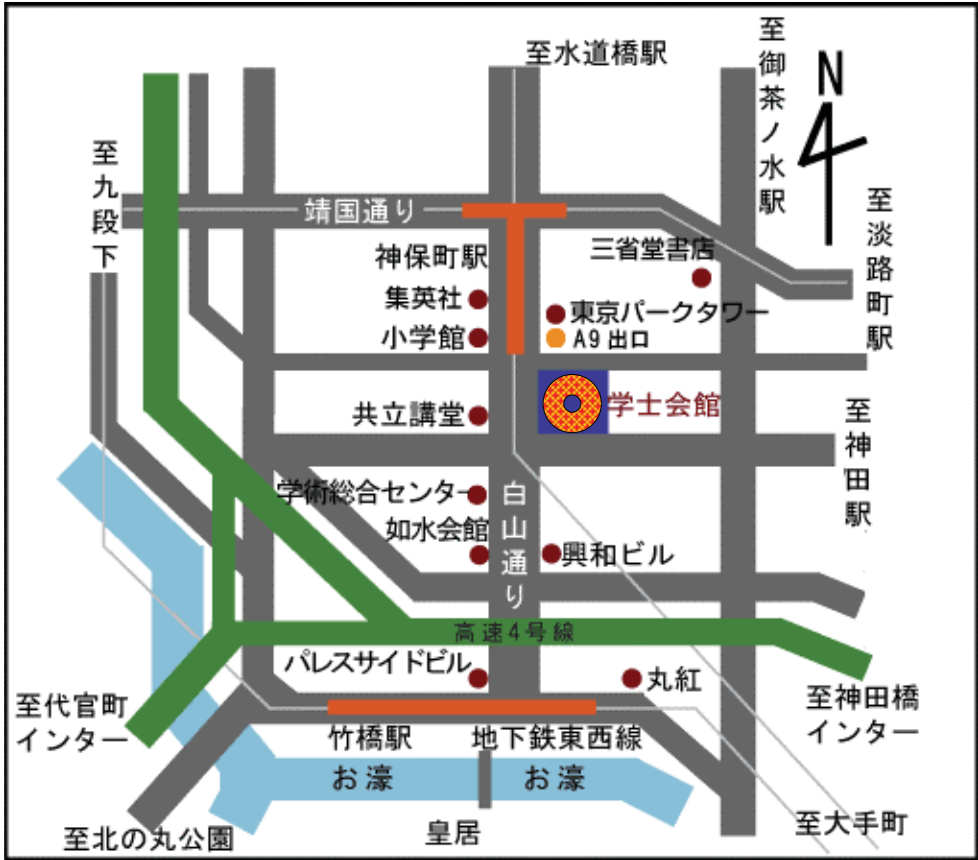 至水道橋駅
至御茶ノ水駅
N
至九段下
靖国通り
至淡路町駅
神保町駅
三省堂書店
集英社
東京パークタワー
小学館
A9出口
学士会館
共立講堂
至神田駅
学術総合センター
白山通り
如水会館
興和ビル
高速4号線
パレスサイドビル
丸紅
至代官町
インター
至神田橋
インター
竹橋駅
地下鉄東西線
お濠
お濠
皇居
至大手町
至北の丸公園